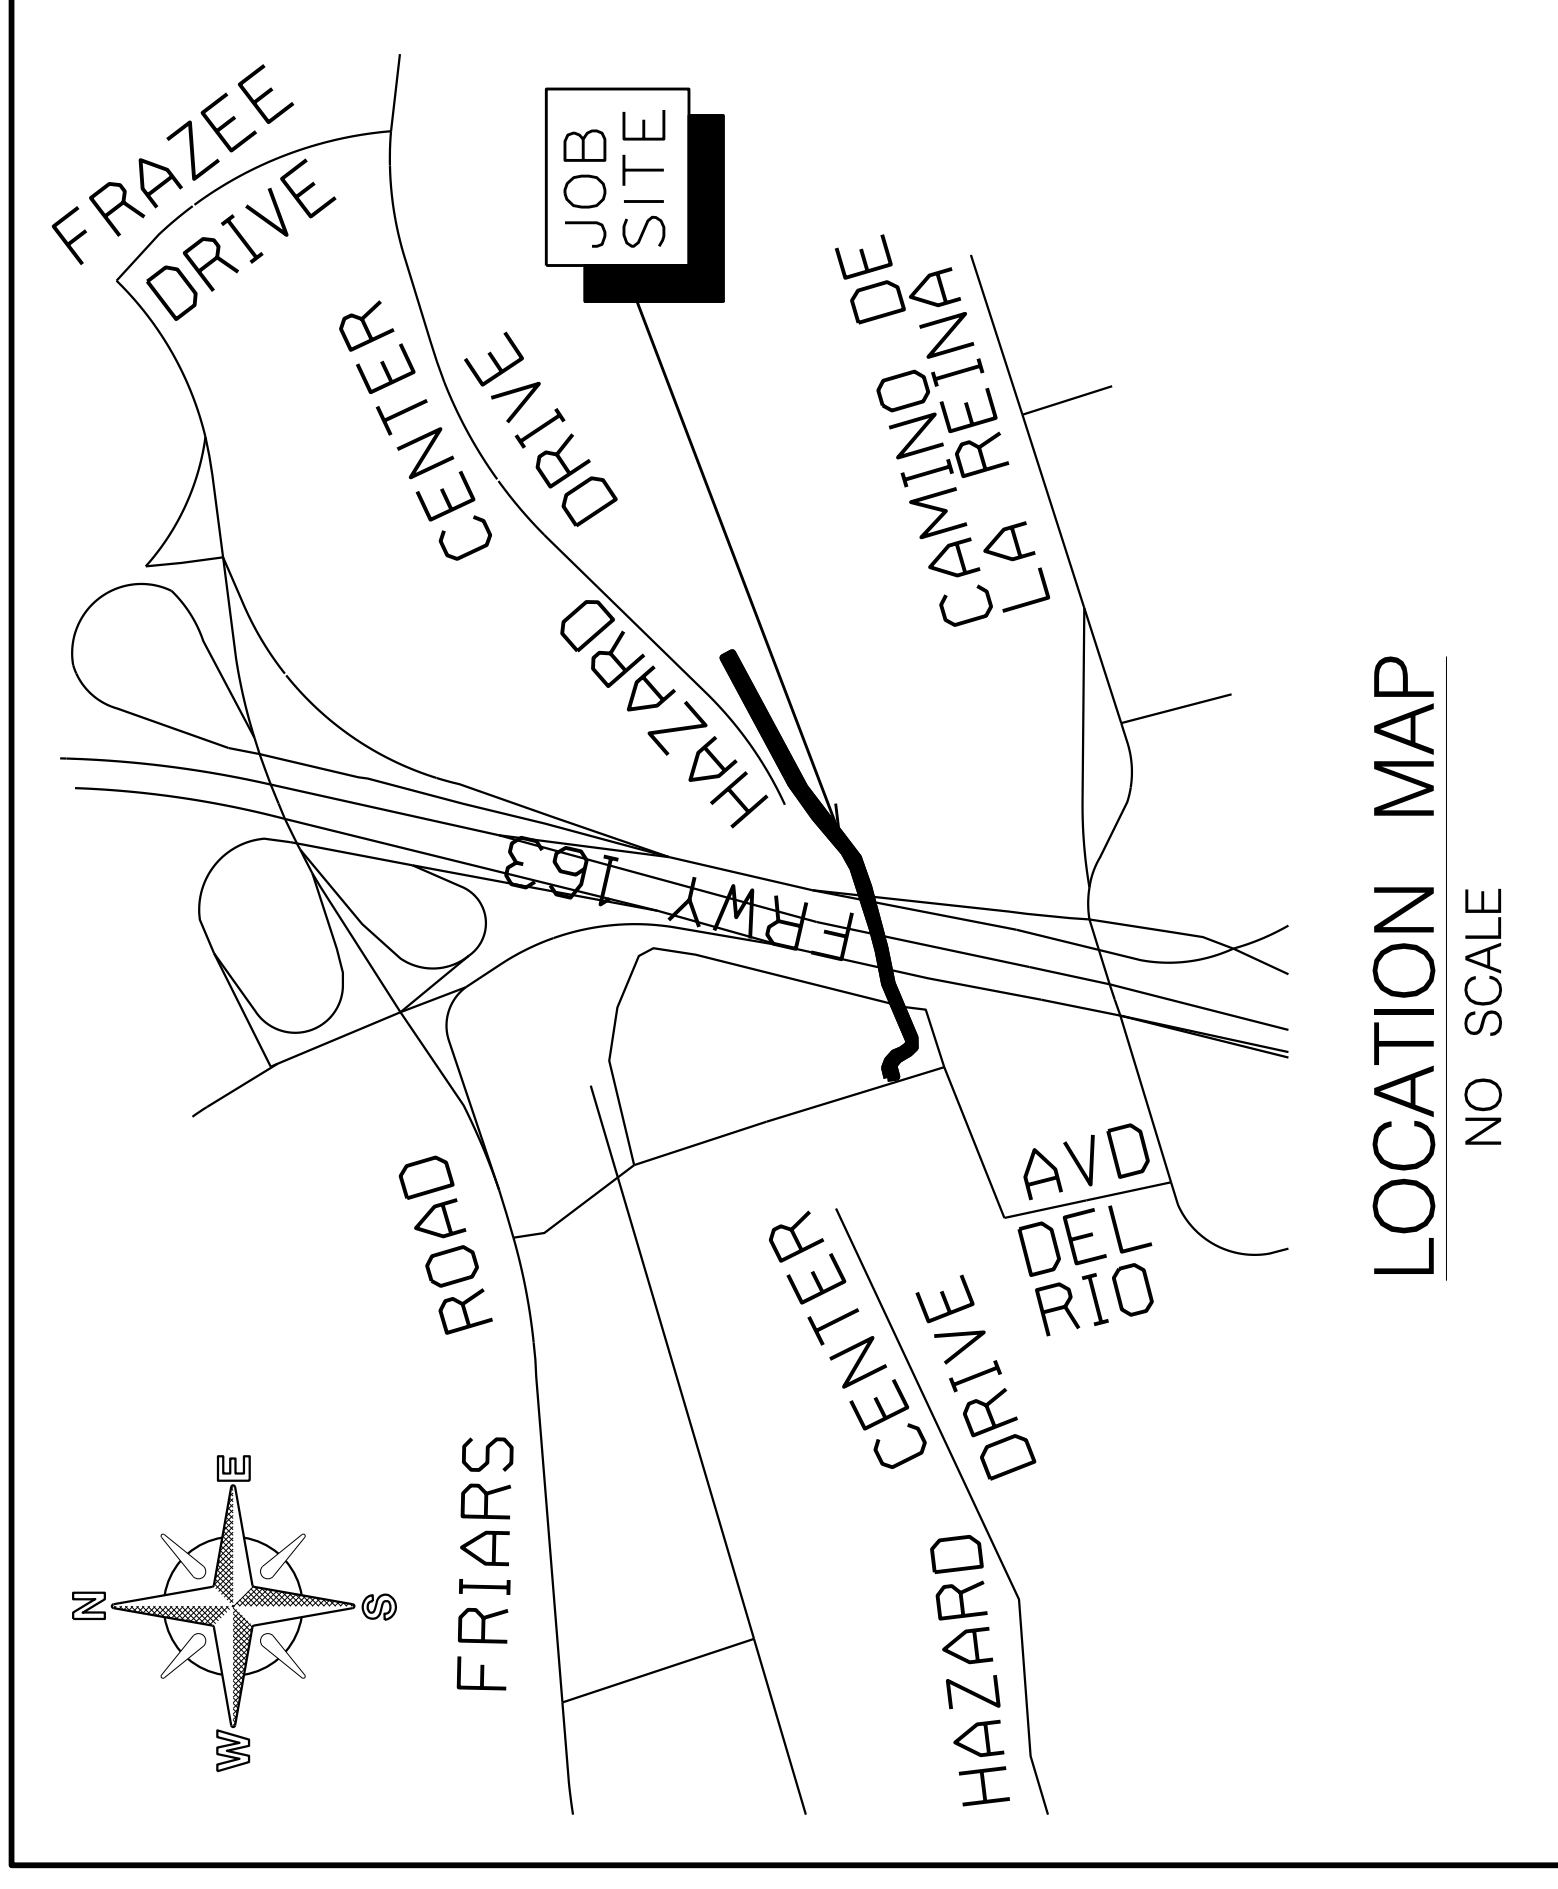 N
W
E
S
FRAZEE
DRIVE
JOB
SITE
CENTER
DRIVE
HAZARD
CAMINO DE
LA REINA
FRWY 163
FRIARS ROAD
HAZARD
CENTER
DRIVE
AVD
DEL
RIO
LOCATION MAP
NO SCALE